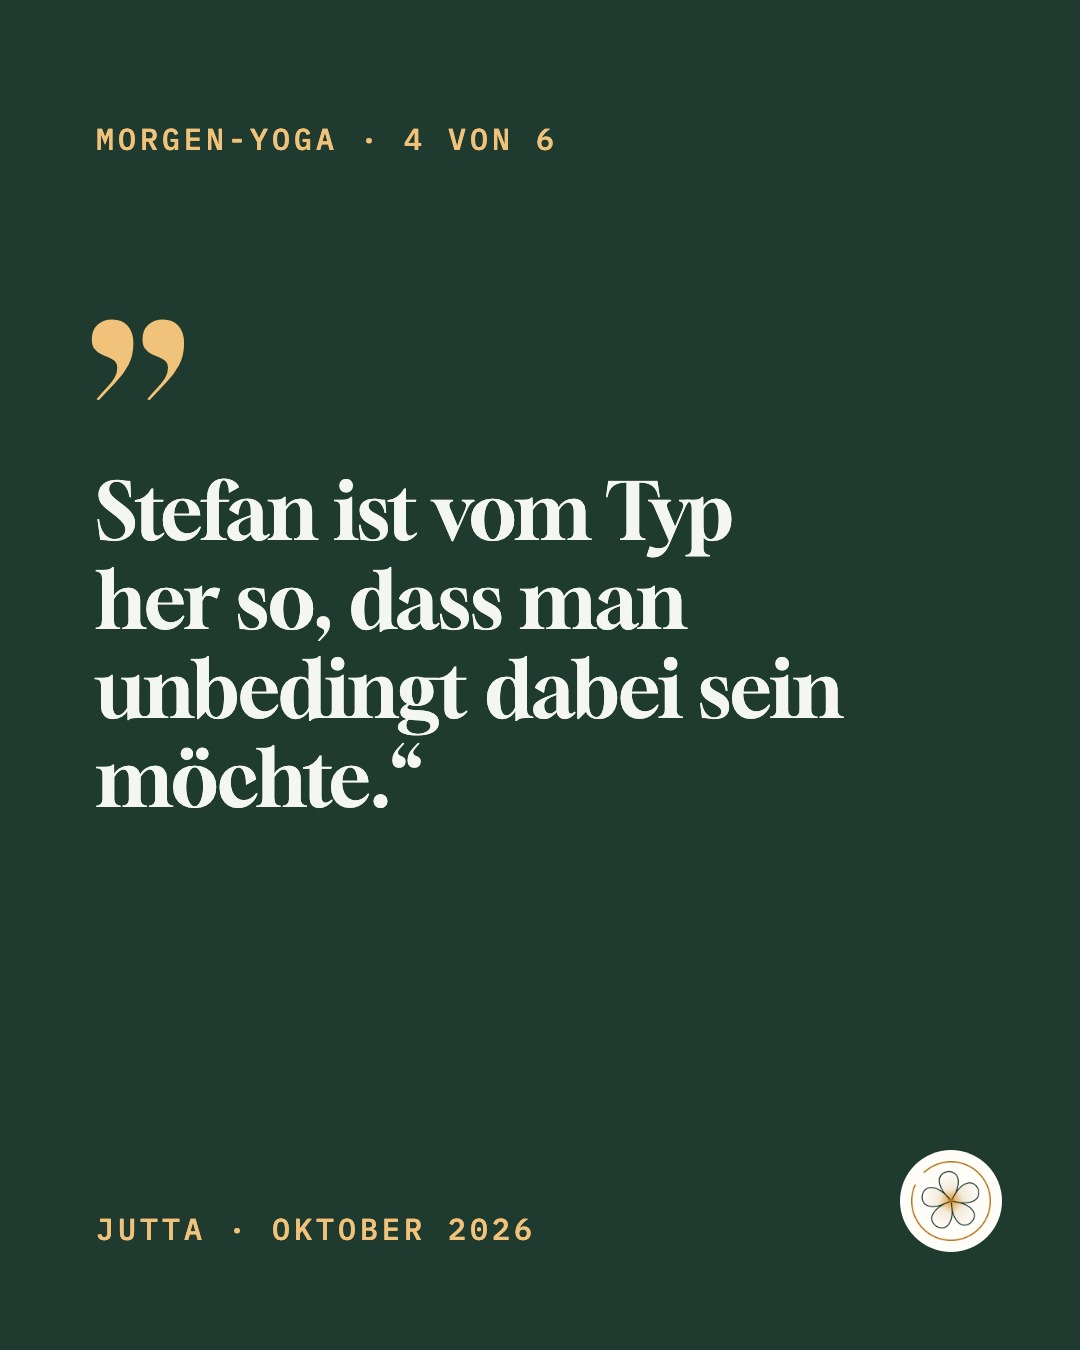 MORGEN-YOGA · 4 VON 6
„
Stefan ist vom Typ
her so, dass man
unbedingt dabei sein
möchte.“
JUTTA · OKTOBER 2026